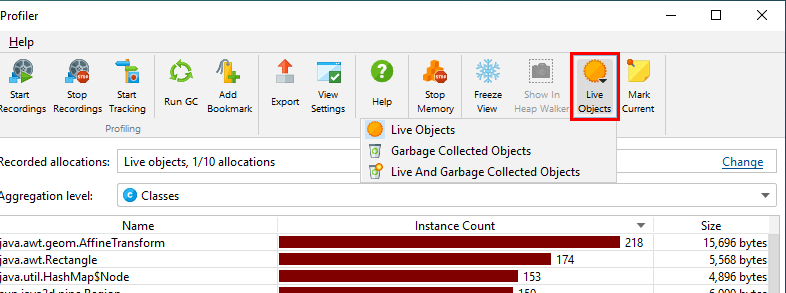 Profiler
Help
Start Recordings
Stop Recordings
Start Tracking
Run GC
Add Bookmark
Export
View Settings
Help
Stop Memory
Freeze View
Show In Heap Walker
Live Objects
Mark Current
Profiling
Live Objects
Garbage Collected Objects
Live And Garbage Collected Objects
Recorded allocations: Live objects, 1/10 allocations Change
Aggregation level: Classes
Name Instance Count Size
java.awt.geom.AffineTransform 218 15,696 bytes
java.awt.Rectangle 174 5,568 bytes
java.util.HashMap$Node 153 4,896 bytes